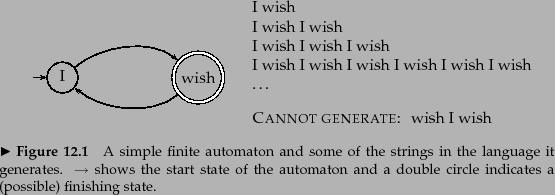 I
wish
I wish
I wish I wish
I wish I wish I wish
I wish I wish I wish I wish I wish I wish
...
CANNOT GENERATE: wish I wish
► Figure 12.1 A simple finite automaton and some of the strings in the language it
generates. → shows the start state of the automaton and a double circle indicates a
(possible) finishing state.